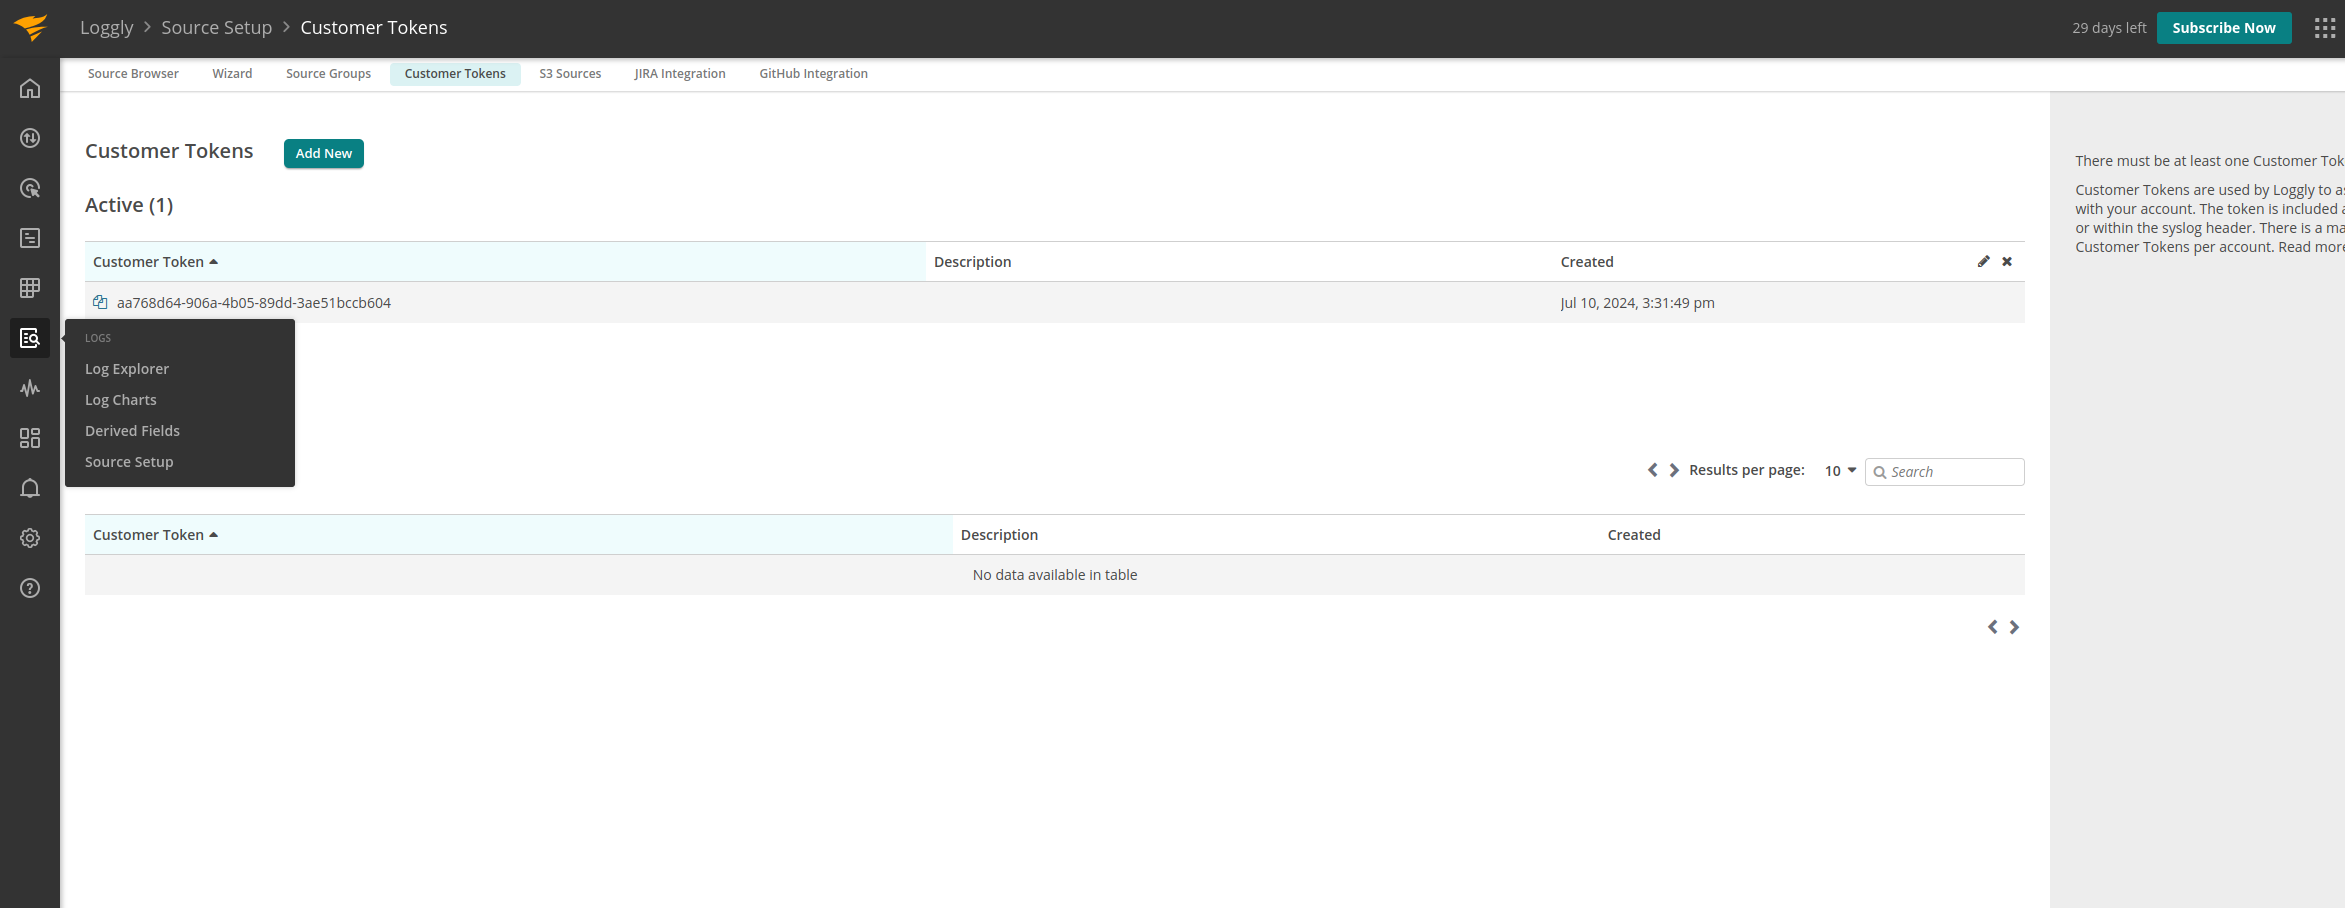 Loggly > Source Setup > Customer Tokens
29 days left
Subscribe Now
Source Browser
Wizard
Source Groups
Customer Tokens
S3 Sources
JIRA Integration
GitHub Integration
Customer Tokens
Add New
There must be at least one Customer Tok
Customer Tokens are used by Loggly to a
with your account. The token is included
or within the syslog header. There is a ma
Customer Tokens per account. Read more
Active (1)
Customer Token Description Created
aa768d64-906a-4b05-89dd-3ae51bccb604 Jul 10, 2024, 3:31:49 pm
LOGS
Log Explorer
Log Charts
Derived Fields
Source Setup
Results per page: 10 Search
Customer Token Description Created
No data available in table